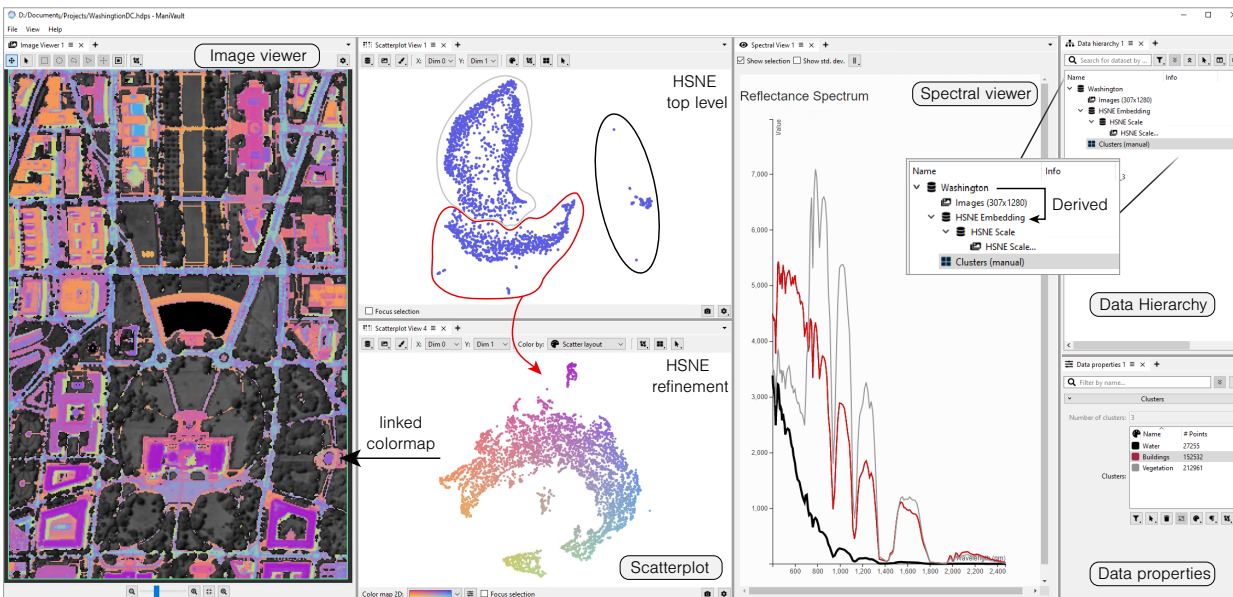 D:/Documents/Projects/WashingtionDC.hdps - ManiVault
File View Help
Image Viewer 1
Image viewer
Scatterplot View 1
X: Dim 0 Y: Dim 1
HSNE
top level
Focus selection
Scatterplot View 4
X: Dim 0 Y: Dim 1 Color by: Scatter layout
HSNE
refinement
linked
colormap
Scatterplot
Color map 2D: Focus selection
Spectral View 1
Show selection Show std. dev.
Reflectance Spectrum
Spectral viewer
Value
7,000
6,000
5,000
4,000
3,000
2,000
1,000
600 800 1,000 1,200 1,400 1,600 1,800 2,000 2,200 2,400
Wavelength (nm)
Data hierarchy 1
Search for dataset by ...
Name Info
Washington
Images (307x1280)
HSNE Embedding
HSNE Scale
HSNE Scale...
Clusters (manual)
Name Info
Washington
Images (307x1280)
HSNE Embedding
HSNE Scale
HSNE Scale...
Clusters (manual)
Derived
Data Hierarchy
Data properties 1
Filter by name...
Clusters
Number of clusters: 3
Name # Points
Water 27255
Buildings 152532
Vegetation 212961
Clusters:
Data properties